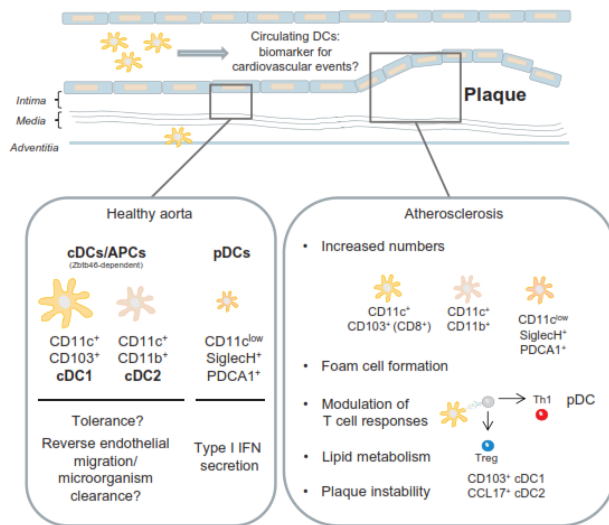 Circulating DCs:
biomarker for
cardiovascular events?
Plaque
Intima
Media
Adventitia
Healthy aorta
cDCs/APCs
(Zbtb46-dependent)
pDCs
CD11c⁺
CD103⁺
cDC1
CD11c⁺
CD11b⁺
cDC2
CD11cˡᵒʷ
SiglecH⁺
PDCA1⁺
Tolerance?
Reverse endothelial
migration/
microorganism
clearance?
Type I IFN
secretion
Atherosclerosis
• Increased numbers
CD11c⁺
CD103⁺ (CD8⁺)
CD11c⁺
CD11b⁺
CD11cˡᵒʷ
SiglecH⁺
PDCA1⁺
• Foam cell formation
• Modulation of
T cell responses
Th1
pDC
Treg
• Lipid metabolism
• Plaque instability
CD103⁺ cDC1
CCL17⁺ cDC2